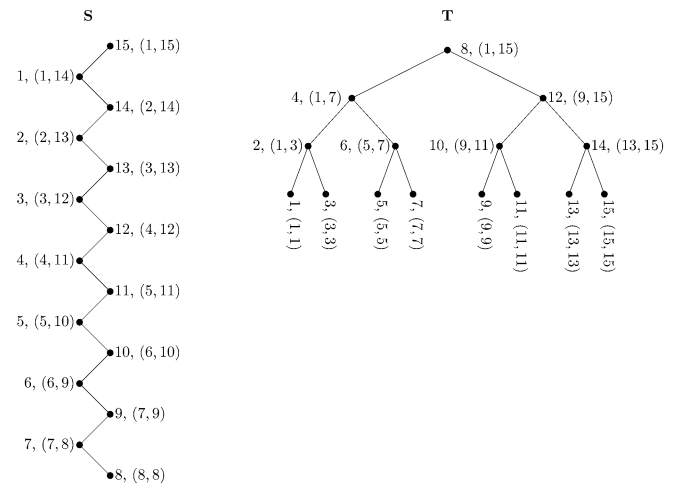 S
15, (1, 15)
1, (1, 14)
14, (2, 14)
2, (2, 13)
13, (3, 13)
3, (3, 12)
12, (4, 12)
4, (4, 11)
11, (5, 11)
5, (5, 10)
10, (6, 10)
6, (6, 9)
9, (7, 9)
7, (7, 8)
8, (8, 8)
T
8, (1, 15)
4, (1, 7)
12, (9, 15)
2, (1, 3)
6, (5, 7)
10, (9, 11)
14, (13, 15)
1, (1, 1)
3, (3, 3)
5, (5, 5)
7, (7, 7)
9, (9, 9)
11, (11, 11)
13, (13, 13)
15, (15, 15)